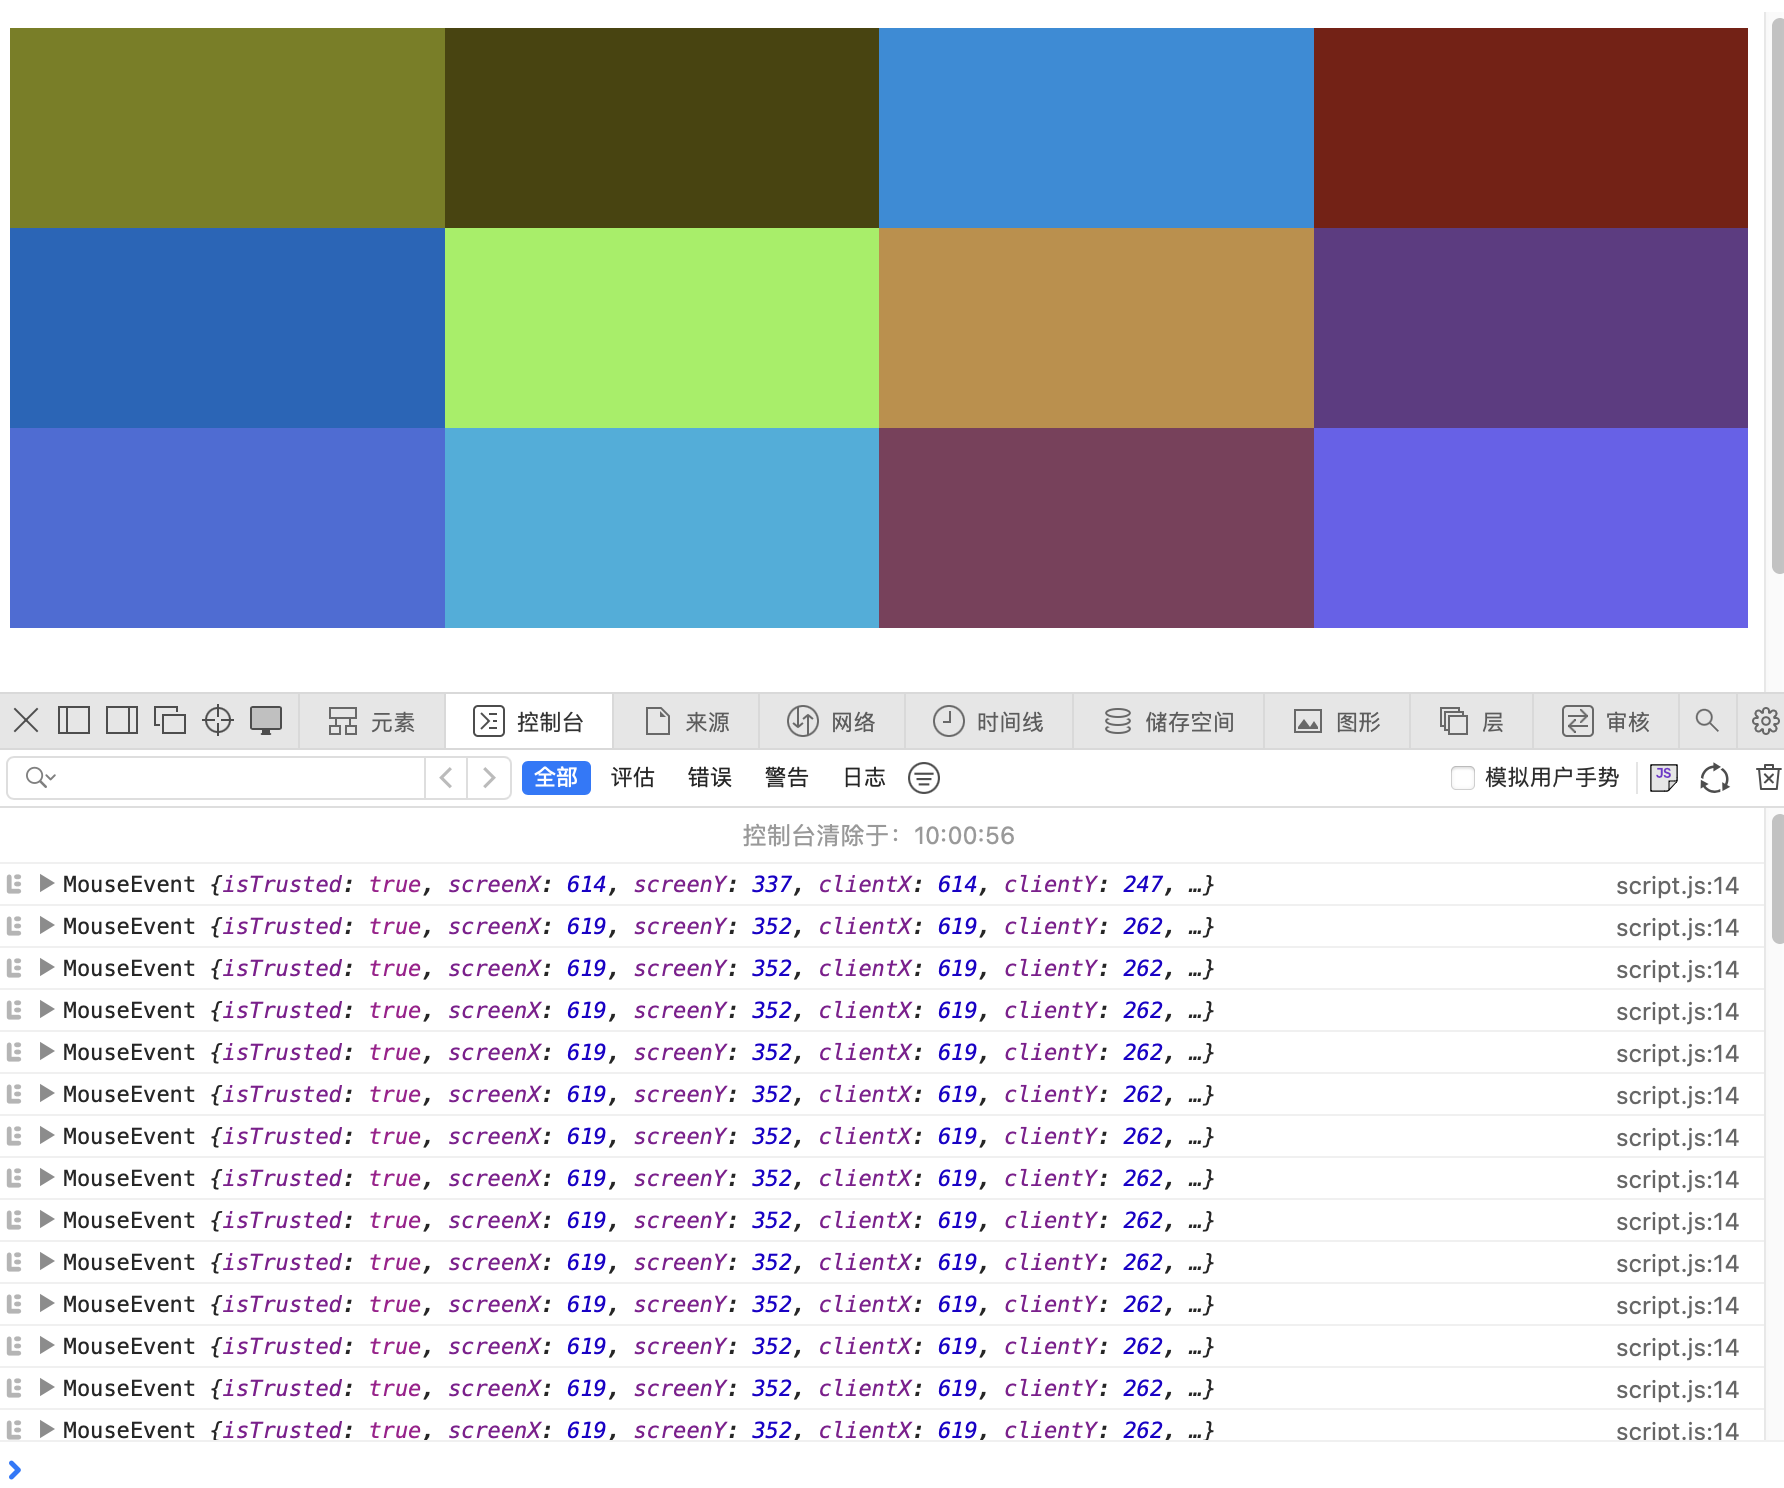 元素 控制台 来源 网络 时间线 储存空间 图形 层 审核
全部 评估 错误 警告 日志 模拟用户手势 JS
控制台清除于：10:00:56
MouseEvent {isTrusted: true, screenX: 614, screenY: 337, clientX: 614, clientY: 247, …} script.js:14
MouseEvent {isTrusted: true, screenX: 619, screenY: 352, clientX: 619, clientY: 262, …} script.js:14
MouseEvent {isTrusted: true, screenX: 619, screenY: 352, clientX: 619, clientY: 262, …} script.js:14
MouseEvent {isTrusted: true, screenX: 619, screenY: 352, clientX: 619, clientY: 262, …} script.js:14
MouseEvent {isTrusted: true, screenX: 619, screenY: 352, clientX: 619, clientY: 262, …} script.js:14
MouseEvent {isTrusted: true, screenX: 619, screenY: 352, clientX: 619, clientY: 262, …} script.js:14
MouseEvent {isTrusted: true, screenX: 619, screenY: 352, clientX: 619, clientY: 262, …} script.js:14
MouseEvent {isTrusted: true, screenX: 619, screenY: 352, clientX: 619, clientY: 262, …} script.js:14
MouseEvent {isTrusted: true, screenX: 619, screenY: 352, clientX: 619, clientY: 262, …} script.js:14
MouseEvent {isTrusted: true, screenX: 619, screenY: 352, clientX: 619, clientY: 262, …} script.js:14
MouseEvent {isTrusted: true, screenX: 619, screenY: 352, clientX: 619, clientY: 262, …} script.js:14
MouseEvent {isTrusted: true, screenX: 619, screenY: 352, clientX: 619, clientY: 262, …} script.js:14
MouseEvent {isTrusted: true, screenX: 619, screenY: 352, clientX: 619, clientY: 262, …} script.js:14
MouseEvent {isTrusted: true, screenX: 619, screenY: 352, clientX: 619, clientY: 262, …} script.js:14